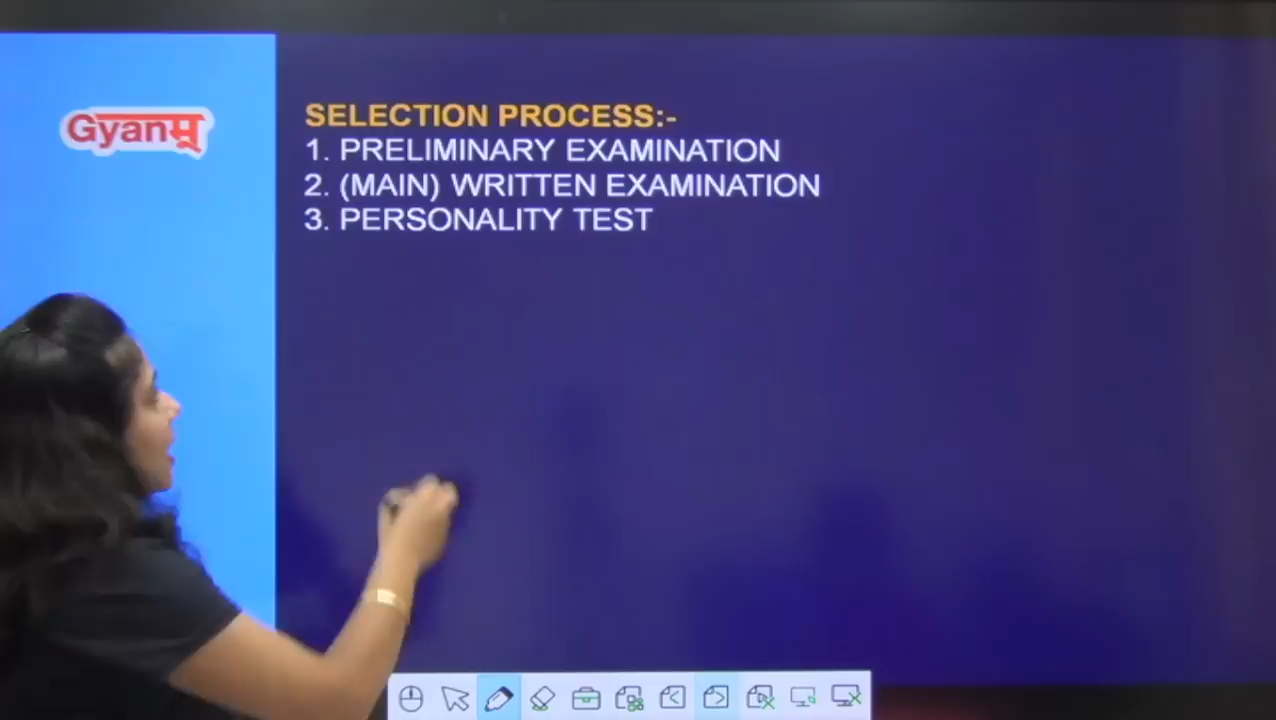 Gyanम्र
SELECTION PROCESS:-
1. PRELIMINARY EXAMINATION
2. (MAIN) WRITTEN EXAMINATION
3. PERSONALITY TEST